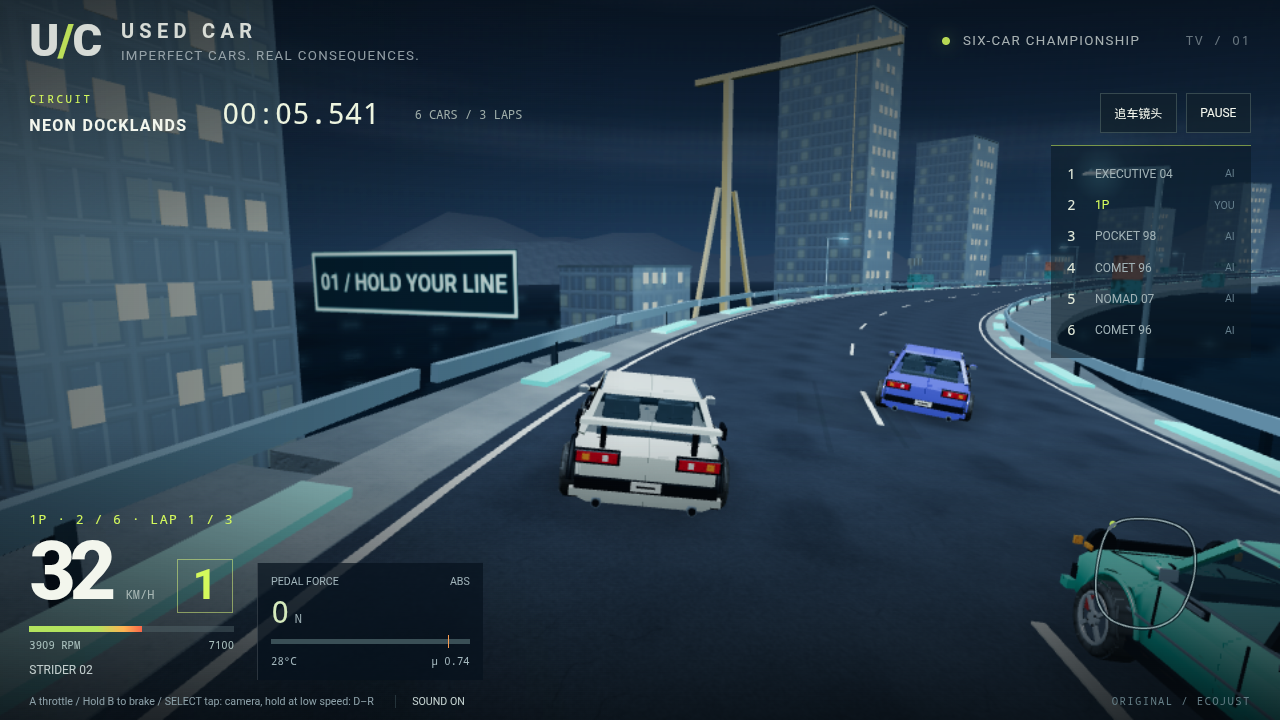 U/C USED CAR
IMPERFECT CARS. REAL CONSEQUENCES.
SIX-CAR CHAMPIONSHIP TV / 01
CIRCUIT
NEON DOCKLANDS
00:05.541
6 CARS / 3 LAPS
追车镜头 PAUSE
1 EXECUTIVE 04 AI
2 1P YOU
3 POCKET 98 AI
4 COMET 96 AI
5 NOMAD 07 AI
6 COMET 96 AI
01 / HOLD YOUR LINE
1P · 2 / 6 · LAP 1 / 3
32 KM/H 1
3909 RPM 7100
STRIDER 02
PEDAL FORCE ABS
0 N
28°C μ 0.74
A throttle / Hold B to brake / SELECT tap: camera, hold at low speed: D–R SOUND ON
ORIGINAL / ECOJUST